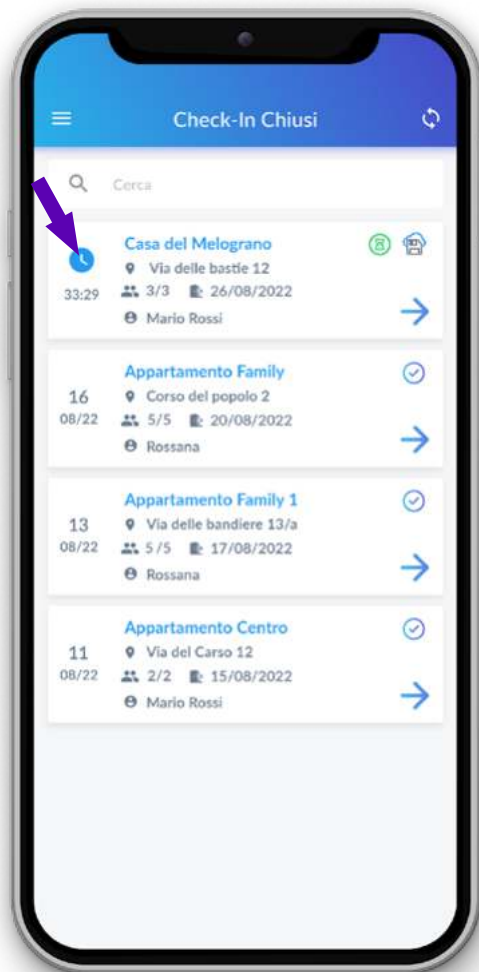 Check-In Chiusi
Cerca
Casa del Melograno
Via delle bastie 12
33:29 3/3 26/08/2022
Mario Rossi
Appartamento Family
16 Corso del popolo 2
08/22 5/5 20/08/2022
Rossana
Appartamento Family 1
13 Via delle bandiere 13/a
08/22 5/5 17/08/2022
Rossana
Appartamento Centro
11 Via del Carso 12
08/22 2/2 15/08/2022
Mario Rossi